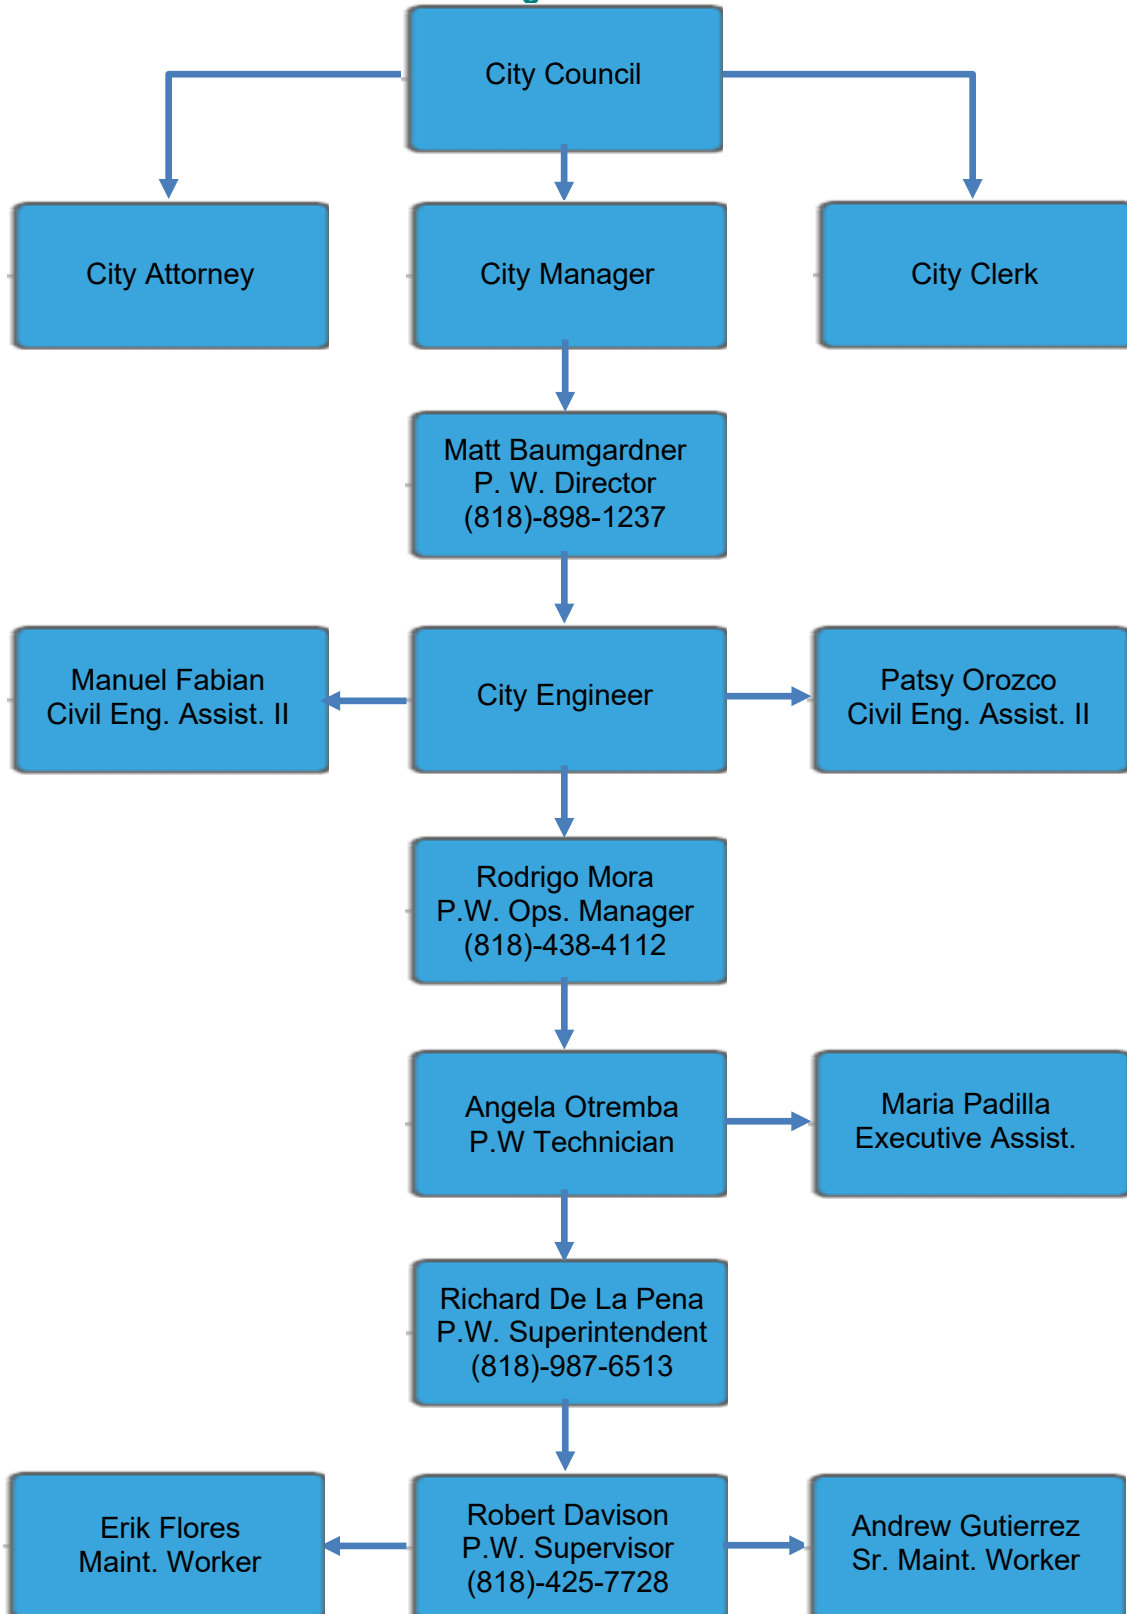 City Council
City Attorney
City Manager
City Clerk
Matt Baumgardner
P. W. Director
(818)-898-1237
Manuel Fabian
Civil Eng. Assist. II
City Engineer
Patsy Orozco
Civil Eng. Assist. II
Rodrigo Mora
P.W. Ops. Manager
(818)-438-4112
Angela Otremba
P.W Technician
Maria Padilla
Executive Assist.
Richard De La Pena
P.W. Superintendent
(818)-987-6513
Erik Flores
Maint. Worker
Robert Davison
P.W. Supervisor
(818)-425-7728
Andrew Gutierrez
Sr. Maint. Worker